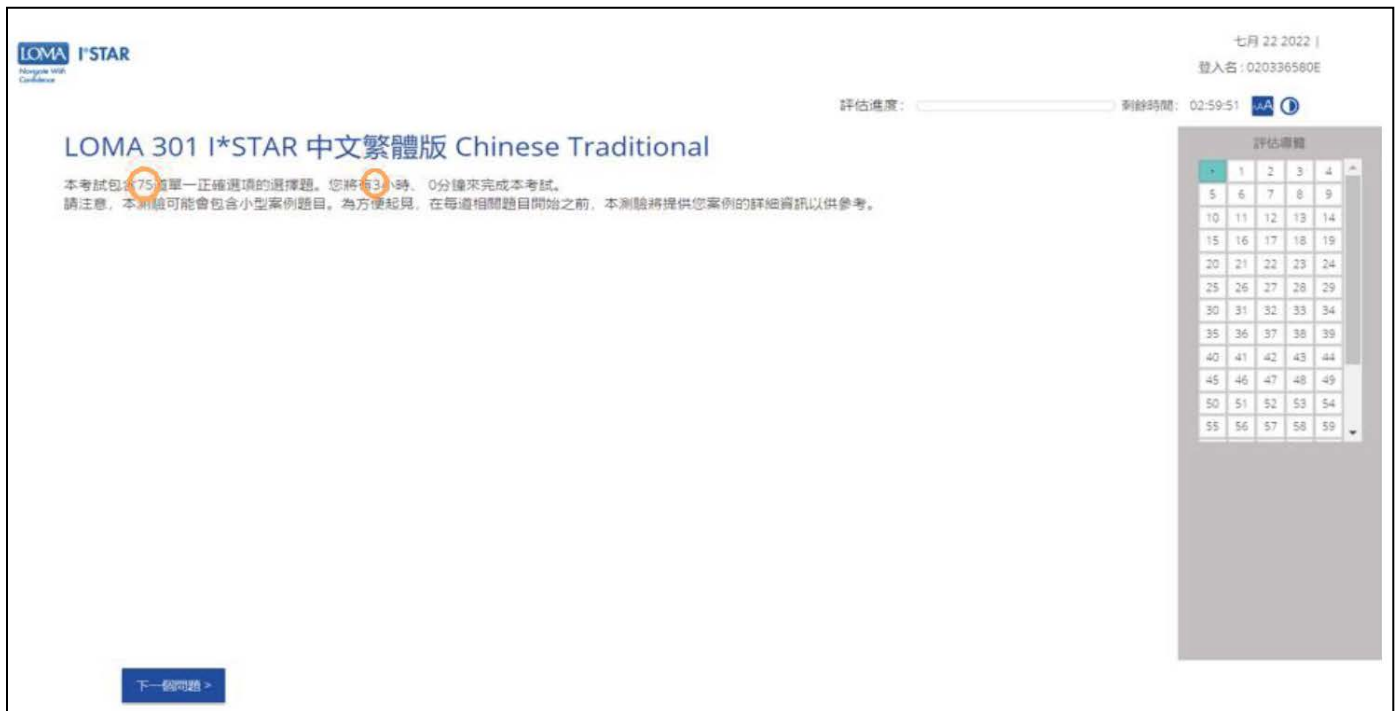 LOMA I*STAR
Navigate With
Confidence
七月 22 2022 |
登入名 : 020336580E
評估進度： 剩餘時間： 02:59:51 AAA
LOMA 301 I*STAR 中文繁體版 Chinese Traditional
本考試包含75道單一正確選項的選擇題。您將有3小時、 0分鐘來完成本考試。
請注意，本測驗可能會包含小型案例題目。為方便起見，在每道相關題目開始之前，本測驗將提供您案例的詳細資訊以供參考。
評估導覽
* 1 2 3 4
5 6 7 8 9
10 11 12 13 14
15 16 17 18 19
20 21 22 23 24
25 26 27 28 29
30 31 32 33 34
35 36 37 38 39
40 41 42 43 44
45 46 47 48 49
50 51 52 53 54
55 56 57 58 59
下一個問題 >